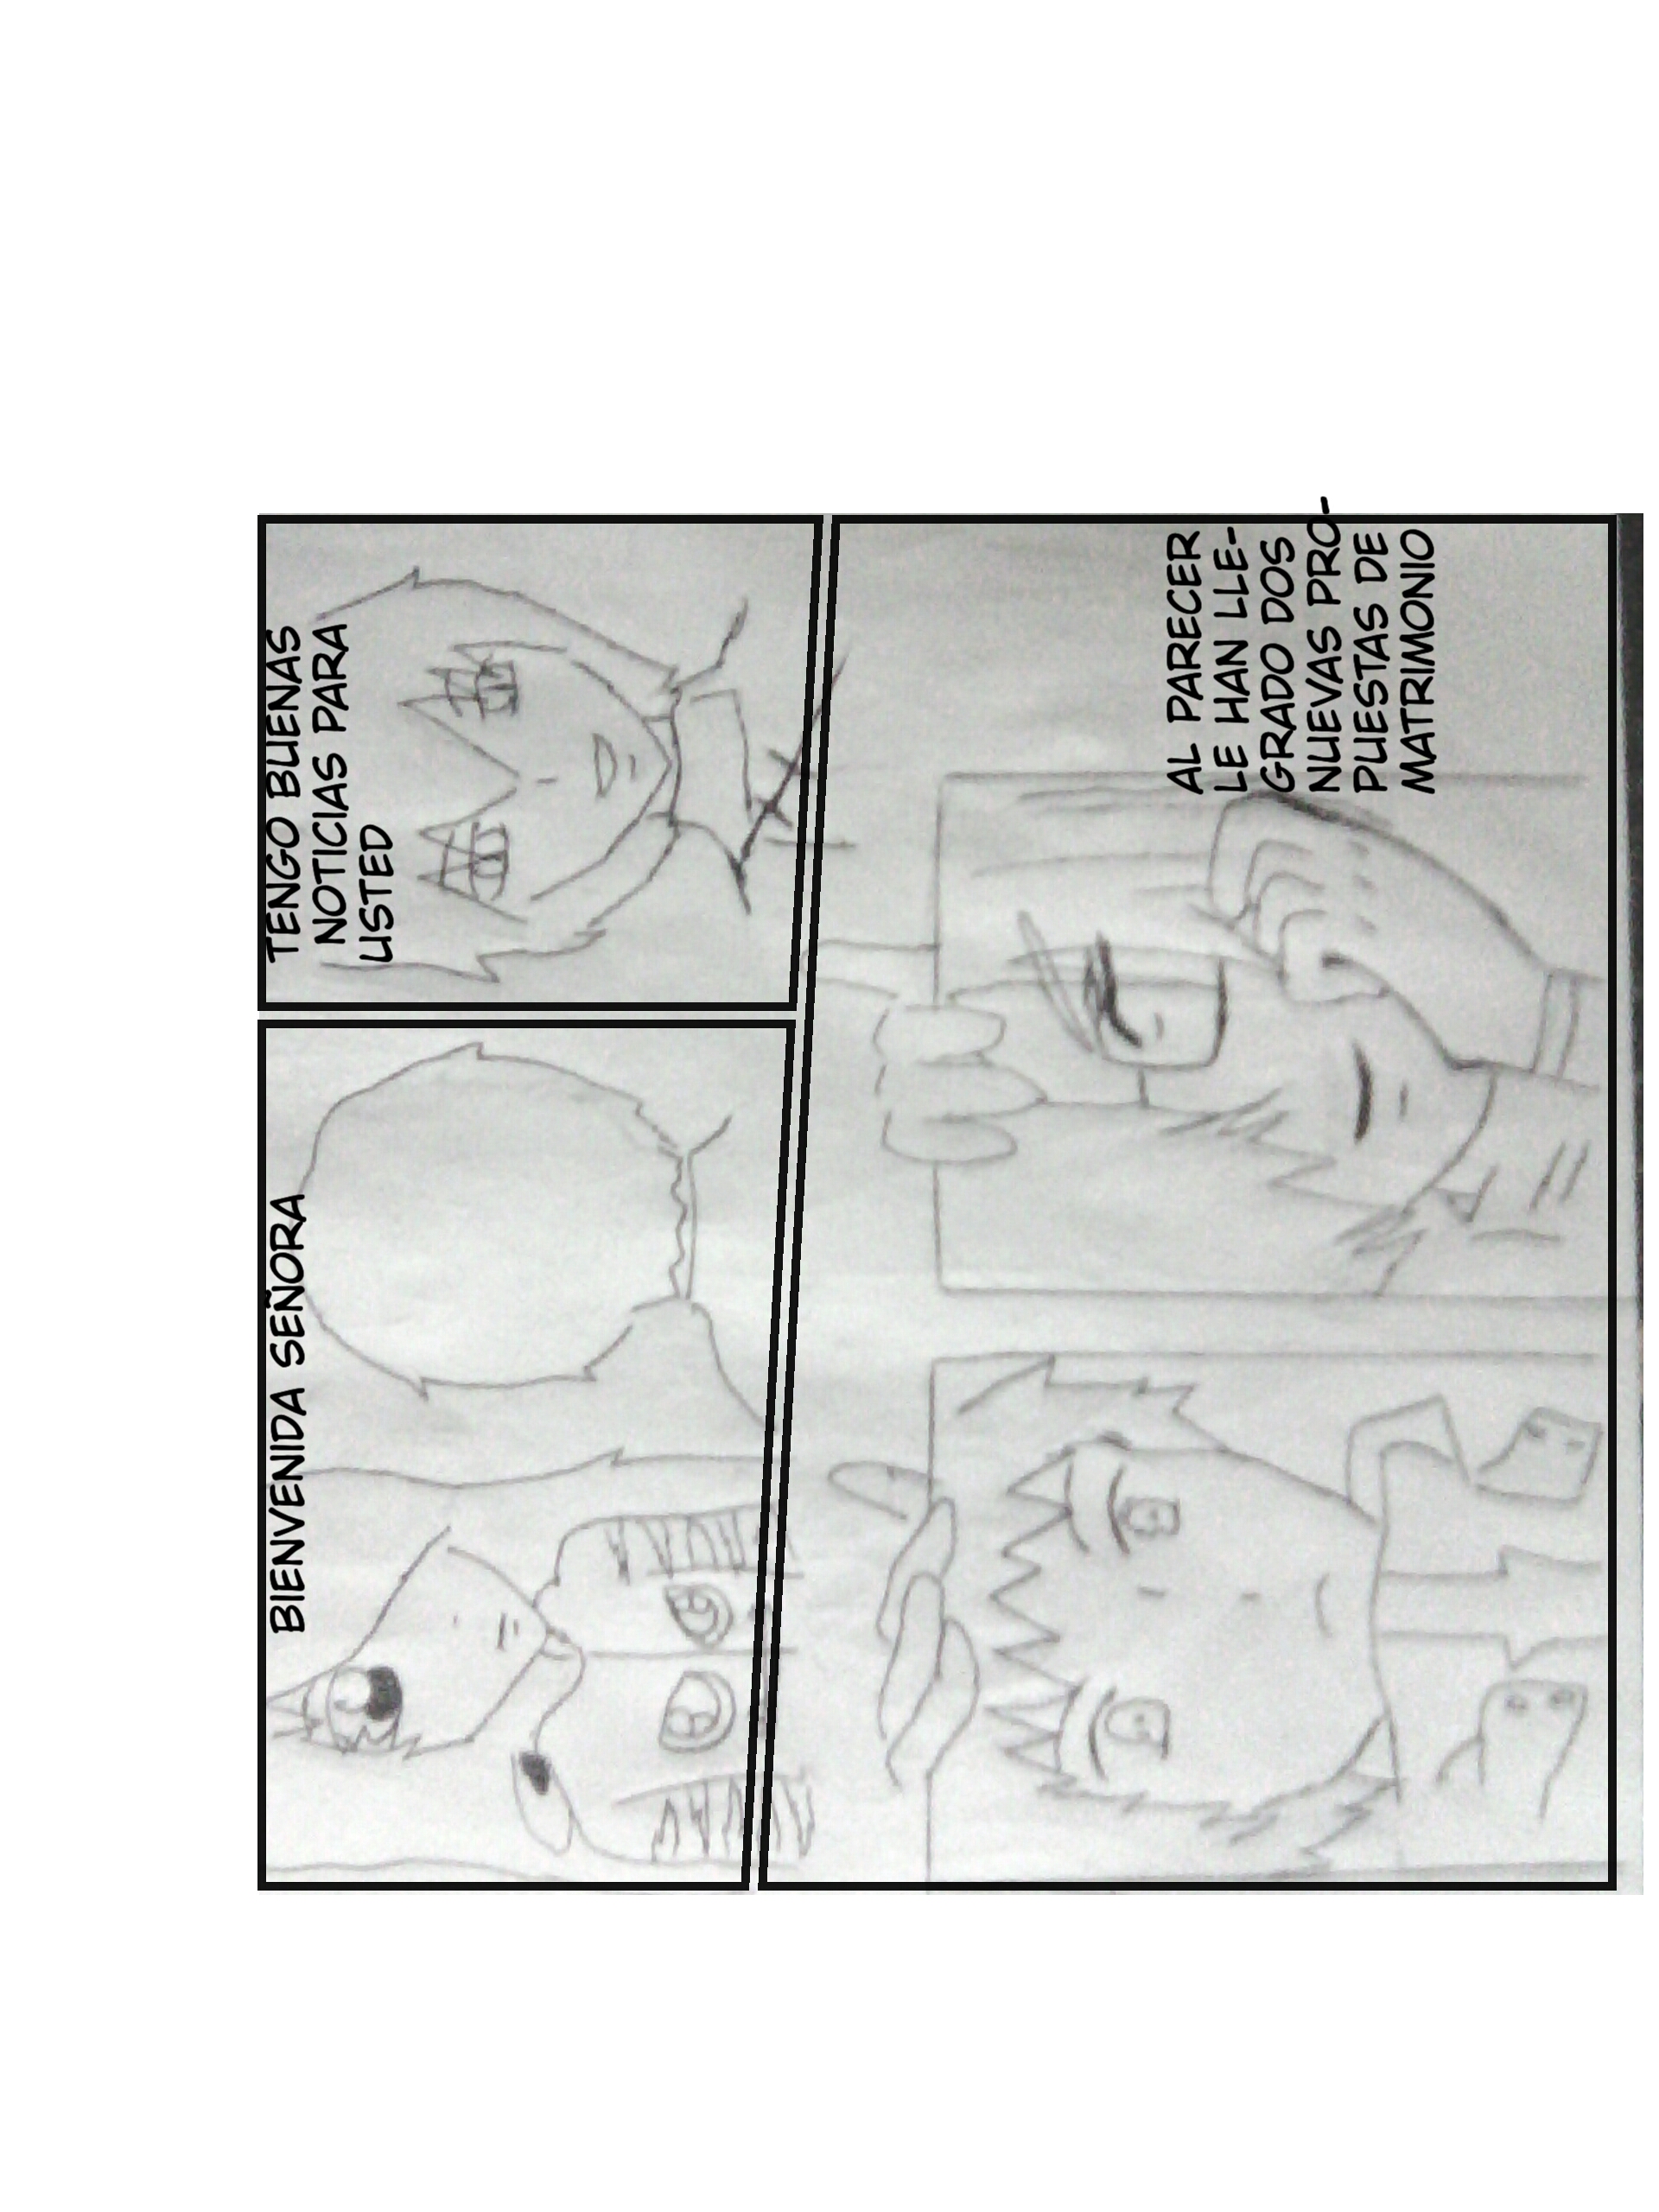 BIENVENIDA SEÑORA
TENGO BUENAS
NOTICIAS PARA
USTED
AL PARECER
LE HAN LLE-
GRADO DOS
NUEVAS PRO-
PUESTAS DE
MATRIMONIO